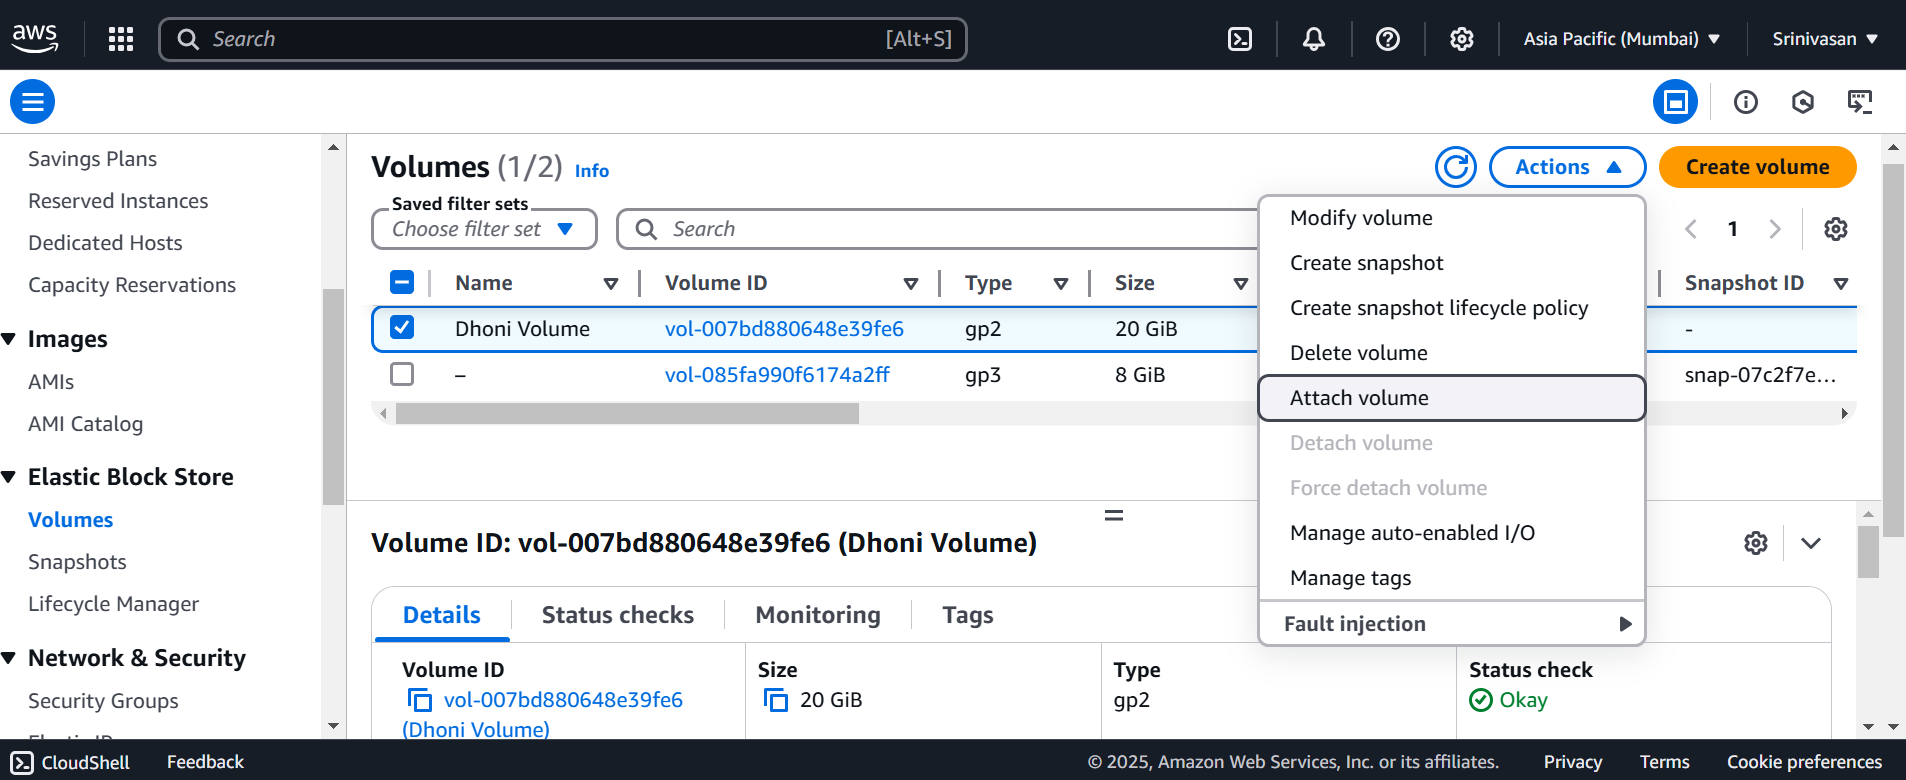 aws
Search [Alt+S]
Asia Pacific (Mumbai)
Srinivasan
Savings Plans
Reserved Instances
Dedicated Hosts
Capacity Reservations
Images
AMIs
AMI Catalog
Elastic Block Store
Volumes
Snapshots
Lifecycle Manager
Network & Security
Security Groups
Volumes (1/2) Info
Actions
Create volume
Saved filter sets
Choose filter set
Search
1
Name Volume ID Type Size Snapshot ID
Dhoni Volume vol-007bd880648e39fe6 gp2 20 GiB -
– vol-085fa990f6174a2ff gp3 8 GiB snap-07c2f7e...
Modify volume
Create snapshot
Create snapshot lifecycle policy
Delete volume
Attach volume
Detach volume
Force detach volume
Manage auto-enabled I/O
Manage tags
Fault injection
Volume ID: vol-007bd880648e39fe6 (Dhoni Volume)
Details Status checks Monitoring Tags
Volume ID
vol-007bd880648e39fe6
(Dhoni Volume)
Size
20 GiB
Type
gp2
Status check
Okay
CloudShell Feedback © 2025, Amazon Web Services, Inc. or its affiliates. Privacy Terms Cookie preferences